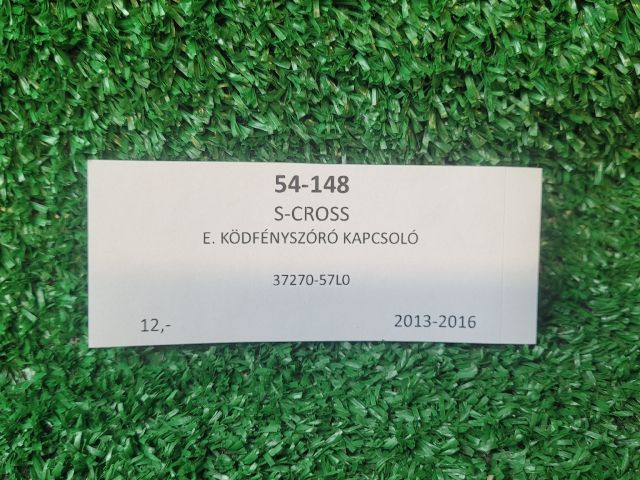 54-148
S-CROSS
E. KÖDFÉNYSZÓRÓ KAPCSOLÓ
37270-57L0
12,-
2013-2016